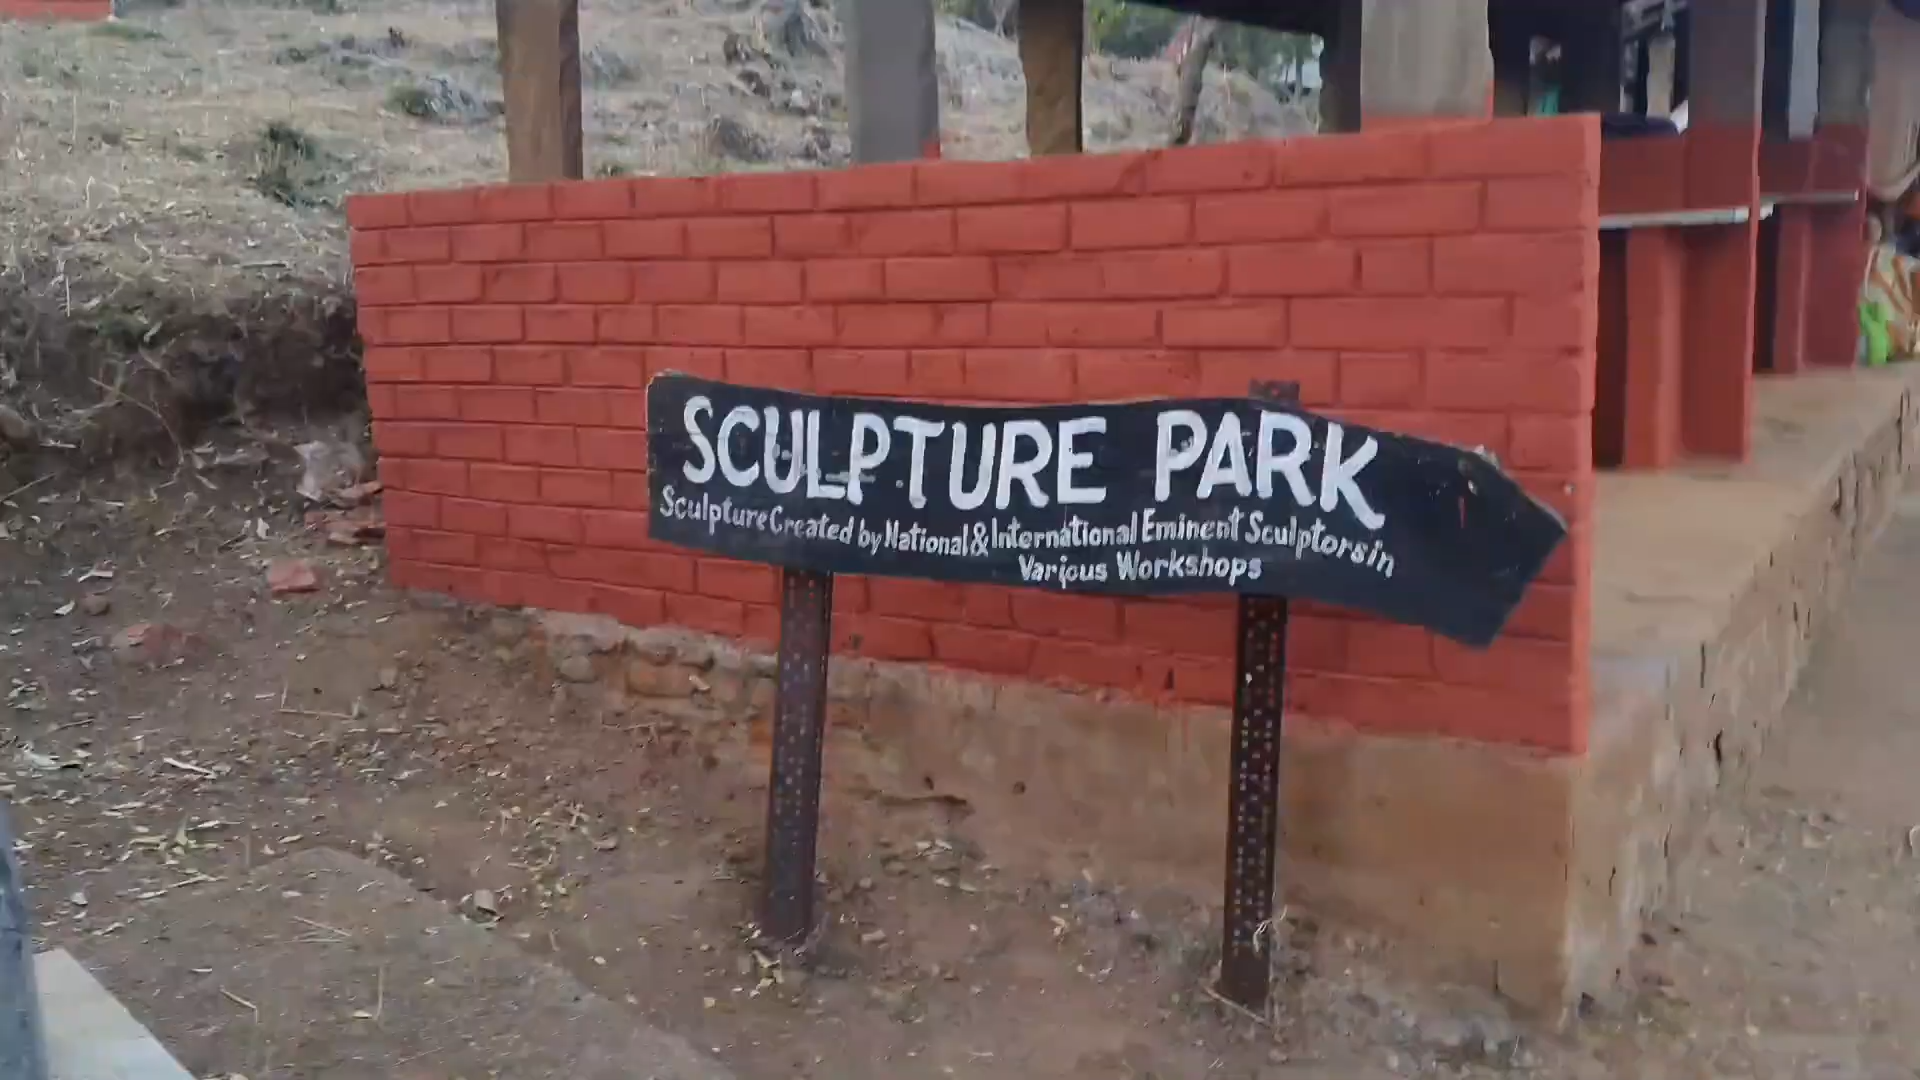 SCULPTURE PARK
Sculpture Created by National & International Eminent Sculptors in
Various Workshops